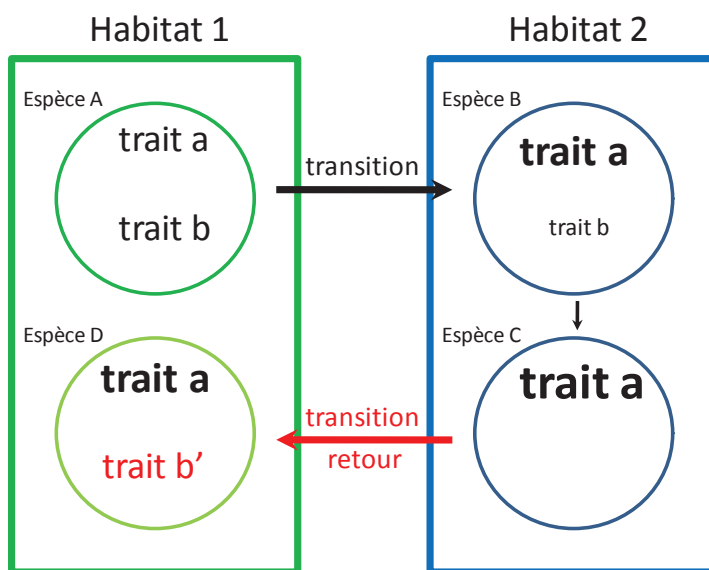 Habitat 1
Habitat 2
Espèce A
trait a
trait b
transition
Espèce B
trait a
trait b
Espèce D
trait a
trait b’
transition
retour
Espèce C
trait a